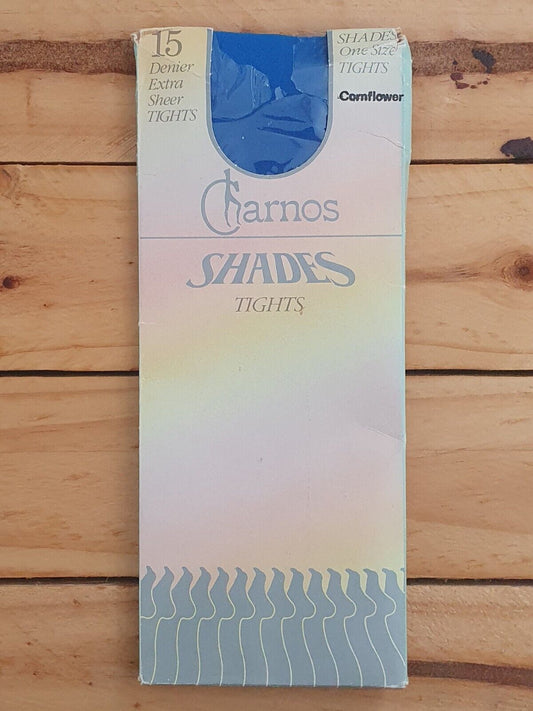 15
Denier
Extra
Sheer
TIGHTS
SHADES
One Size
TIGHTS
Cornflower
Charnos
SHADES
TIGHTS